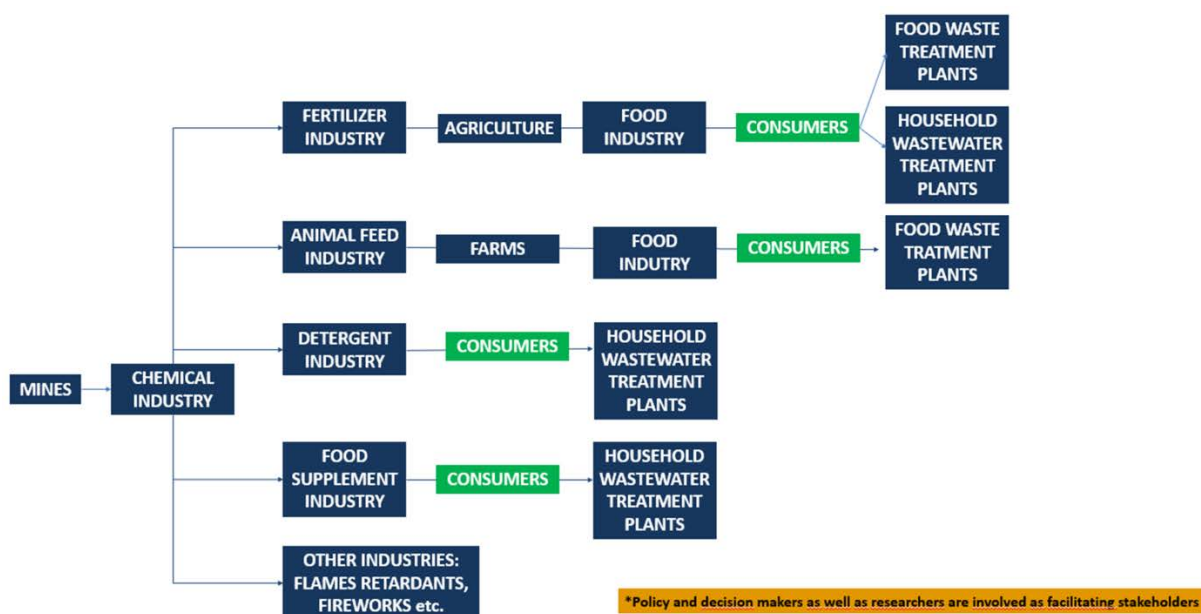 FOOD WASTE
TREATMENT
PLANTS
FERTILIZER
INDUSTRY
AGRICULTURE
FOOD
INDUSTRY
CONSUMERS
HOUSEHOLD
WASTEWATER
TREATMENT
PLANTS
ANIMAL FEED
INDUSTRY
FARMS
FOOD
INDUTRY
CONSUMERS
FOOD WASTE
TRATMENT
PLANTS
DETERGENT
INDUSTRY
CONSUMERS
HOUSEHOLD
WASTEWATER
TREATMENT
PLANTS
MINES
CHEMICAL
INDUSTRY
FOOD
SUPPLEMENT
INDUSTRY
CONSUMERS
HOUSEHOLD
WASTEWATER
TREATMENT
PLANTS
OTHER INDUSTRIES:
FLAMES RETARDANTS,
FIREWORKS etc.
*Policy and decision makers as well as researchers are involved as facilitating stakeholders